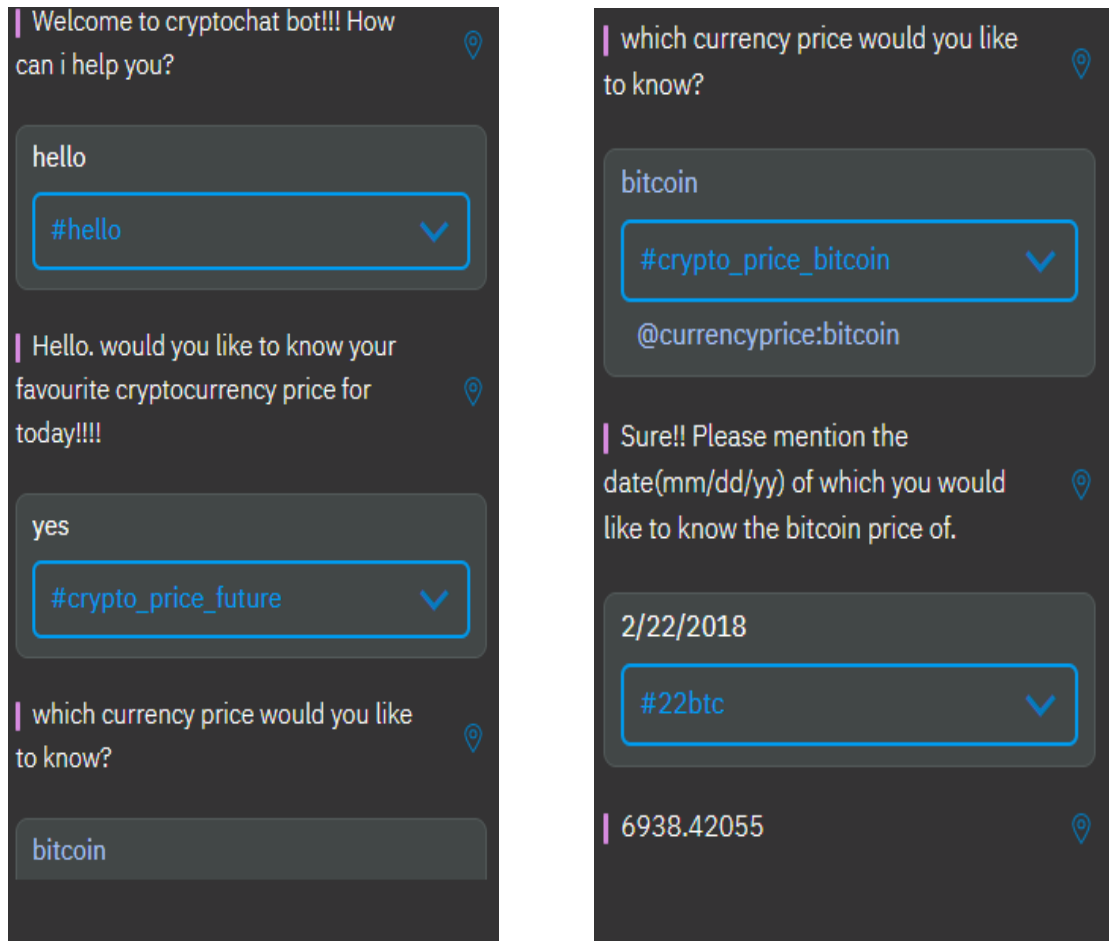 Welcome to cryptochat bot!!! How
can i help you?
hello
#hello
Hello. would you like to know your
favourite cryptocurrency price for
today!!!!
yes
#crypto_price_future
which currency price would you like
to know?
bitcoin
which currency price would you like
to know?
bitcoin
#crypto_price_bitcoin
@currencyprice:bitcoin
Sure!! Please mention the
date(mm/dd/yy) of which you would
like to know the bitcoin price of.
2/22/2018
#22btc
6938.42055